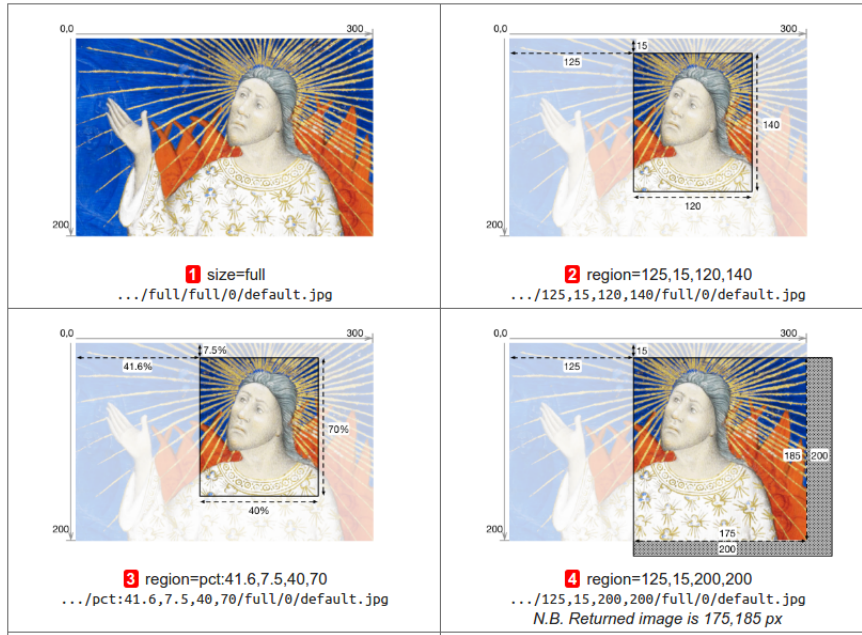 0,0 300
200
1 size=full
.../full/full/0/default.jpg
0,0 300
15
125
140
120
200
2 region=125,15,120,140
.../125,15,120,140/full/0/default.jpg
0,0 300
7.5%
41.6%
70%
40%
200
3 region=pct:41.6,7.5,40,70
.../pct:41.6,7.5,40,70/full/0/default.jpg
0,0 300
15
125
185 200
175
200
200
4 region=125,15,200,200
.../125,15,200,200/full/0/default.jpg
N.B. Returned image is 175,185 px